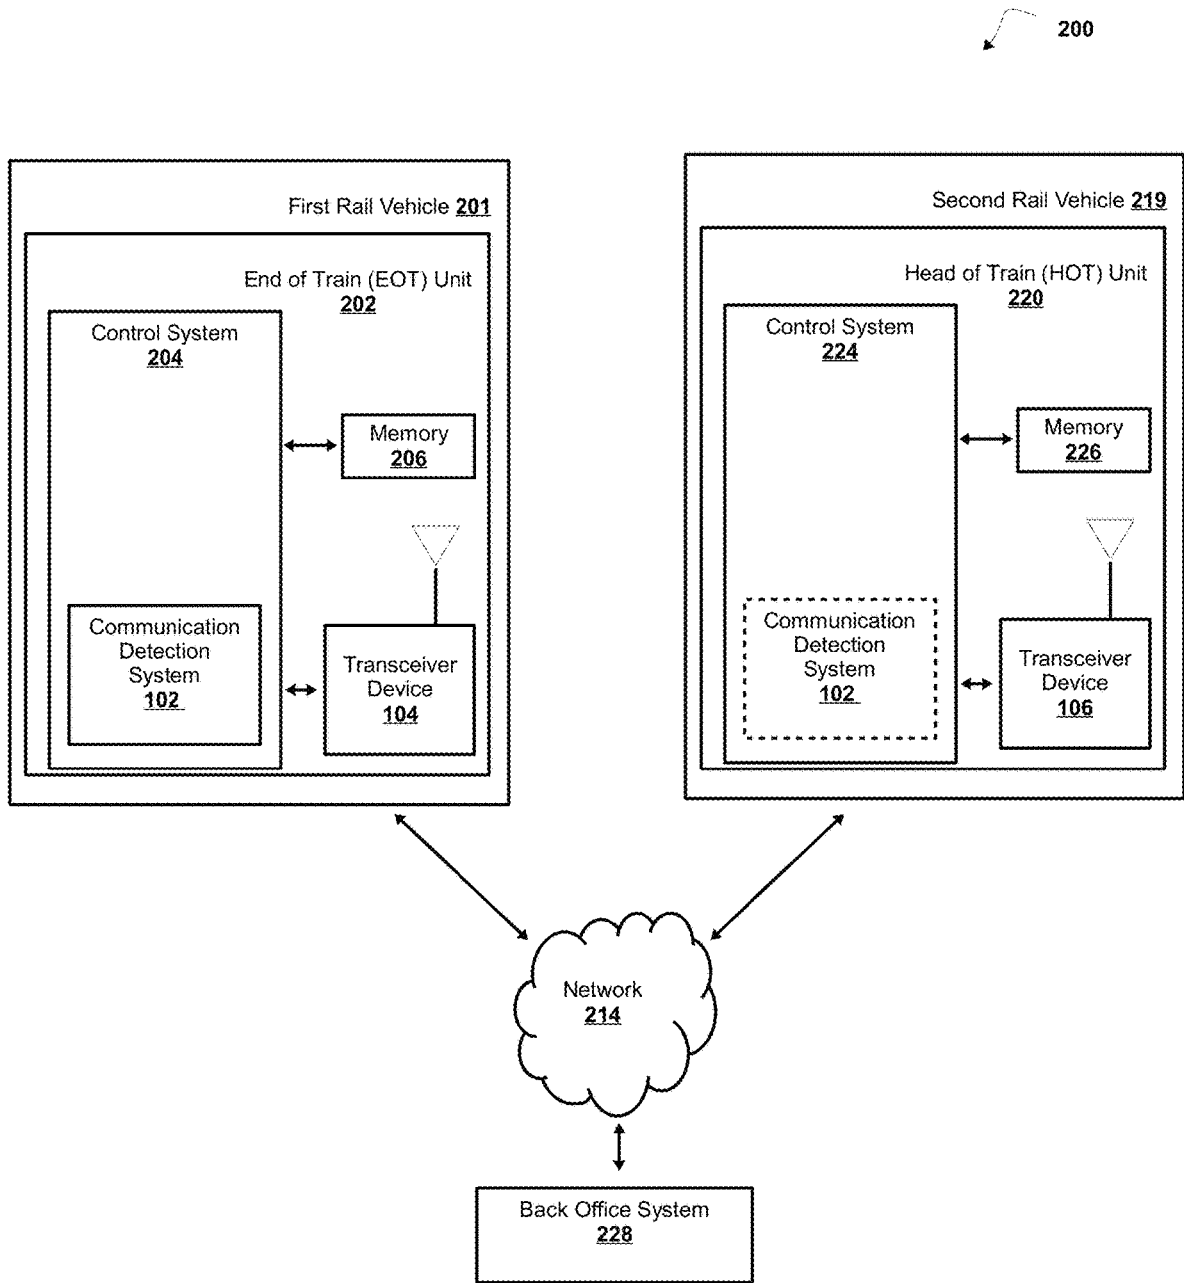 200
First Rail Vehicle 201
End of Train (EOT) Unit
202
Control System
204
Memory
206
Communication
Detection
System
102
Transceiver
Device
104
Second Rail Vehicle 219
Head of Train (HOT) Unit
220
Control System
224
Memory
226
Communication
Detection
System
102
Transceiver
Device
106
Network
214
Back Office System
228